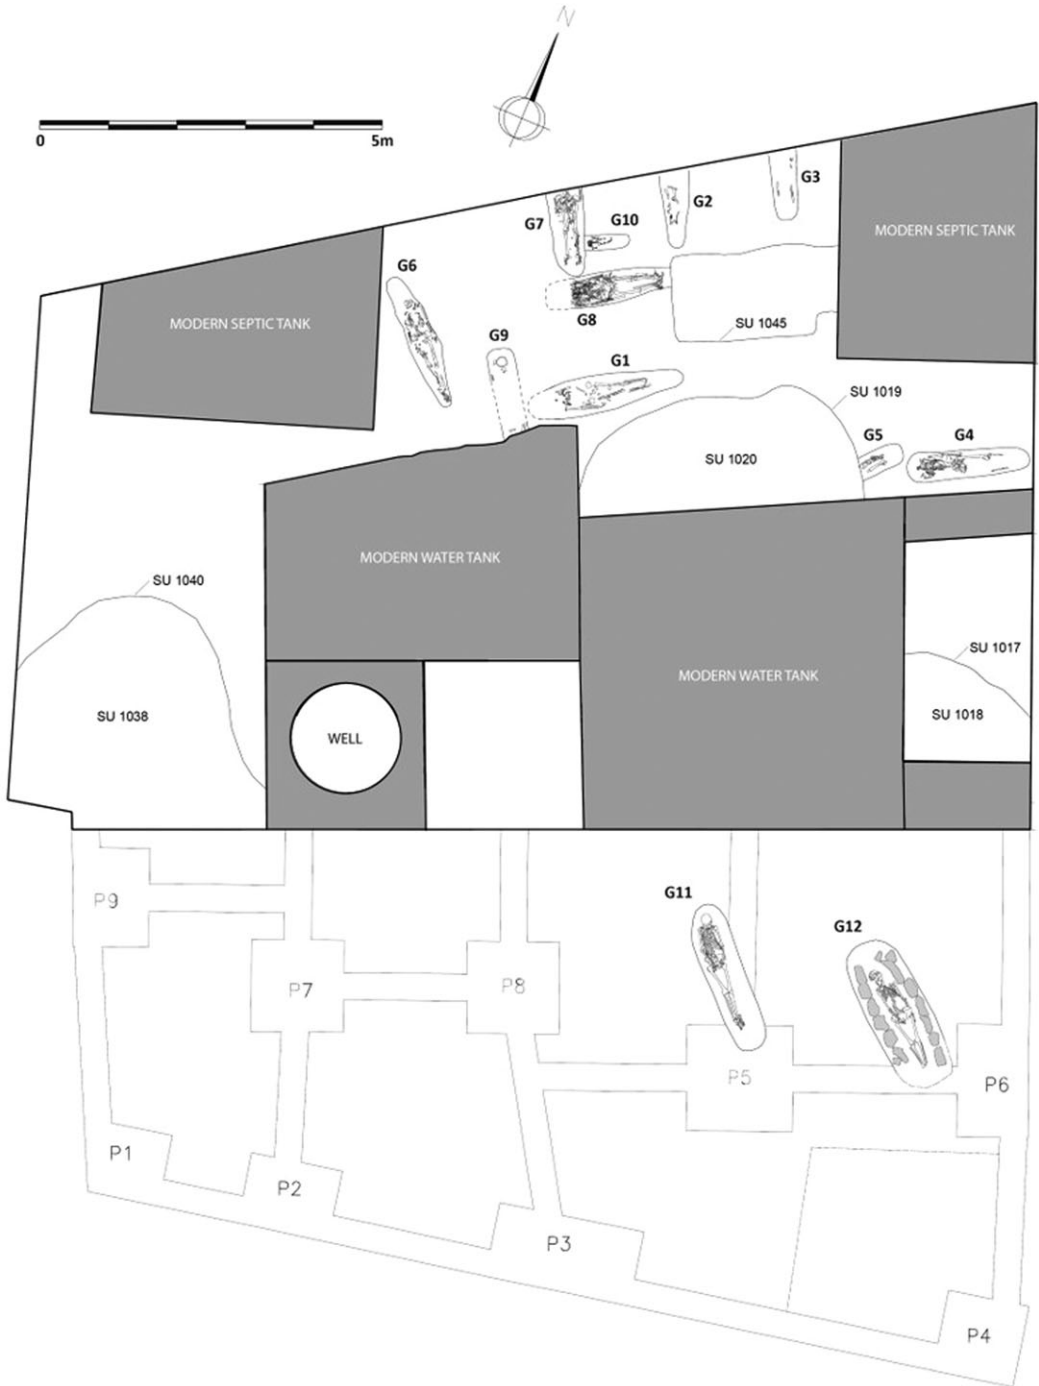 N
0 5m
G3
G2
G7
G10
MODERN SEPTIC TANK
G6
G8
MODERN SEPTIC TANK
SU 1045
G9
G1
SU 1019
G5
G4
SU 1020
MODERN WATER TANK
SU 1040
SU 1017
MODERN WATER TANK
SU 1038
SU 1018
WELL
G11
P9
G12
P7
P8
P5
P6
P1
P2
P3
P4